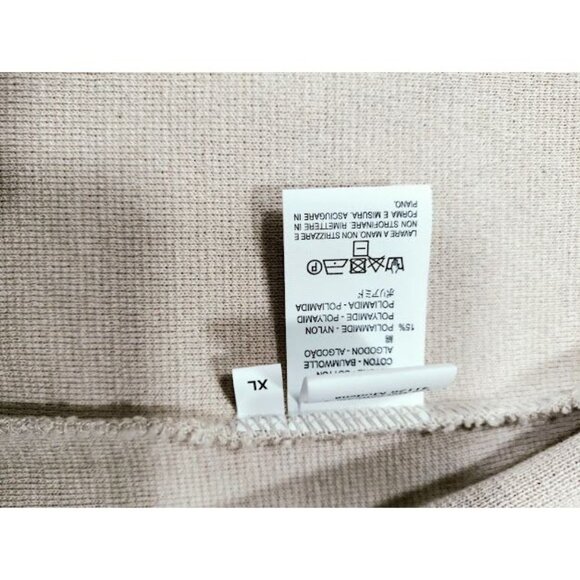 XL
COTON - BAUMWOLLE
ALGODON - ALGODÃO
綿
15% POLIAMMIDE - NYLON
POLYAMIDE - POLYAMID
POLIAMIDA - POLIAMIDA
ポリアミド
P
LAVARE A MANO. NON STRIZZARE E
NON STROFINARE. RIMETTERE IN
FORMA E MISURA. ASCIUGARE IN
PIANO.